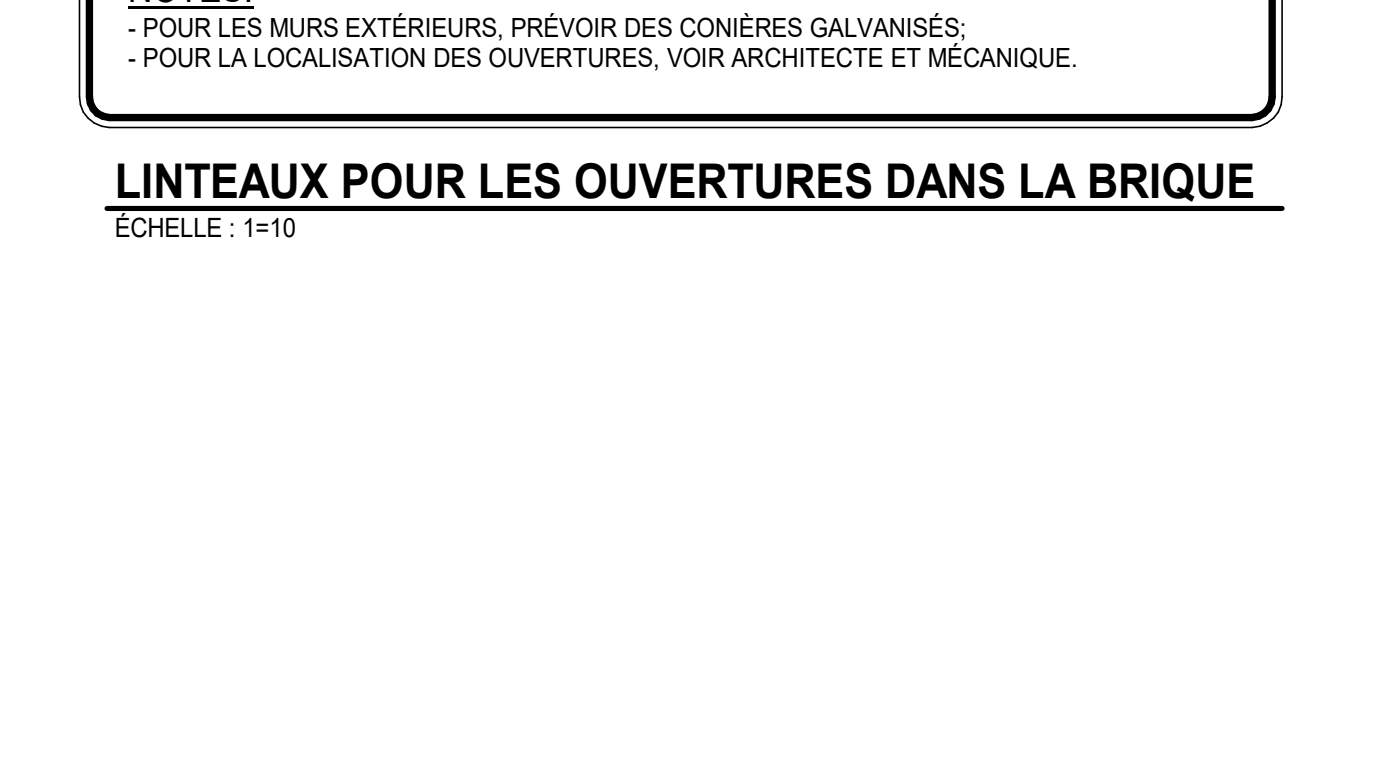 NOTES:
- POUR LES MURS EXTÉRIEURS, PRÉVOIR DES CONIÈRES GALVANISÉS;
- POUR LA LOCALISATION DES OUVERTURES, VOIR ARCHITECTE ET MÉCANIQUE.
LINTEAUX POUR LES OUVERTURES DANS LA BRIQUE
ÉCHELLE : 1=10